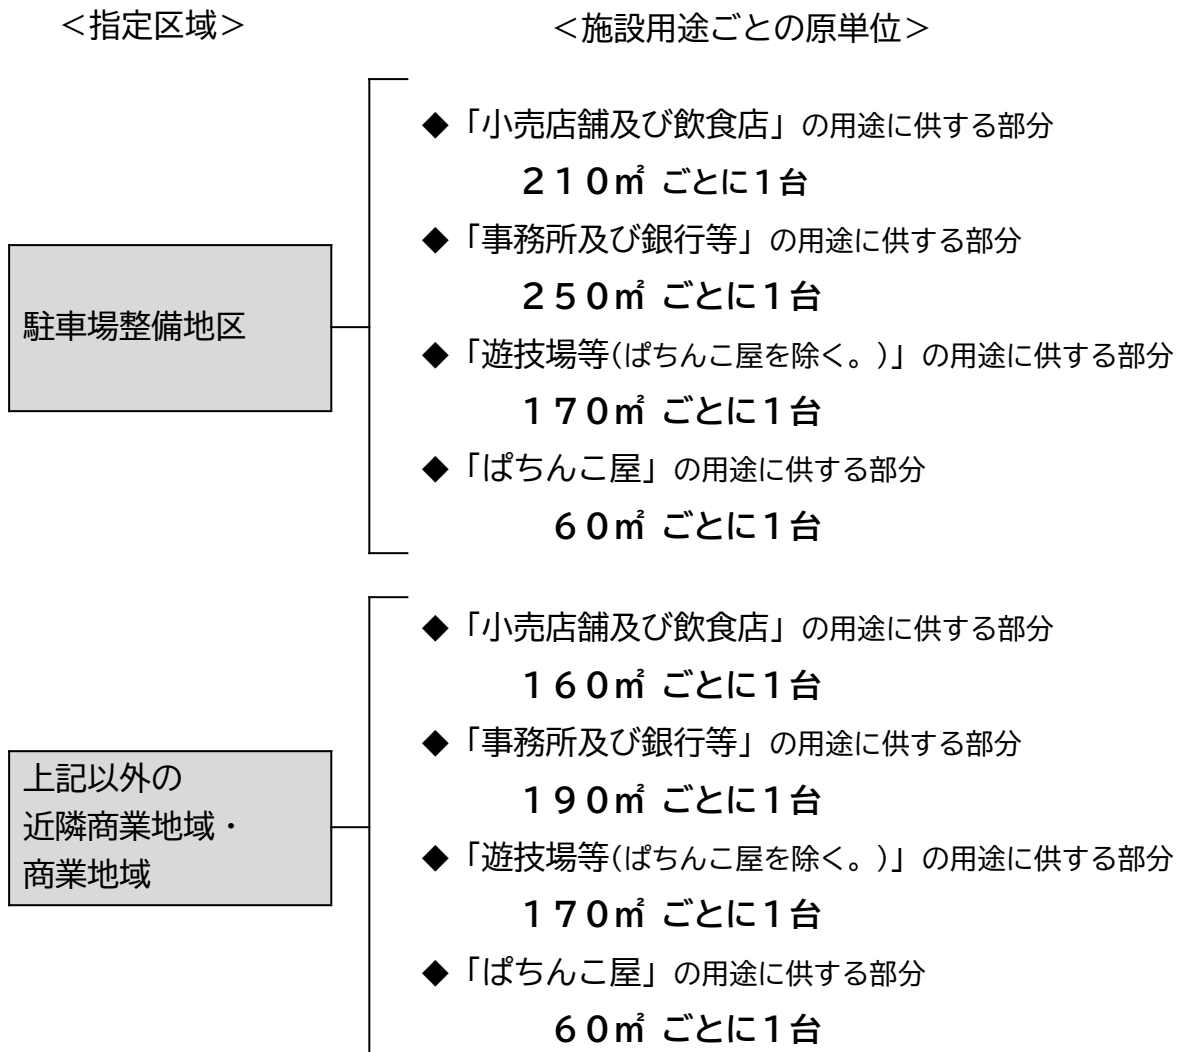 ＜指定区域＞
＜施設用途ごとの原単位＞
駐車場整備地区
◆「小売店舗及び飲食店」の用途に供する部分
２１０㎡ ごとに１台
◆「事務所及び銀行等」の用途に供する部分
２５０㎡ ごとに１台
◆「遊技場等(ぱちんこ屋を除く。)」の用途に供する部分
１７０㎡ ごとに１台
◆「ぱちんこ屋」の用途に供する部分
６０㎡ ごとに１台
上記以外の
近隣商業地域・
商業地域
◆「小売店舗及び飲食店」の用途に供する部分
１６０㎡ ごとに１台
◆「事務所及び銀行等」の用途に供する部分
１９０㎡ ごとに１台
◆「遊技場等(ぱちんこ屋を除く。)」の用途に供する部分
１７０㎡ ごとに１台
◆「ぱちんこ屋」の用途に供する部分
６０㎡ ごとに１台